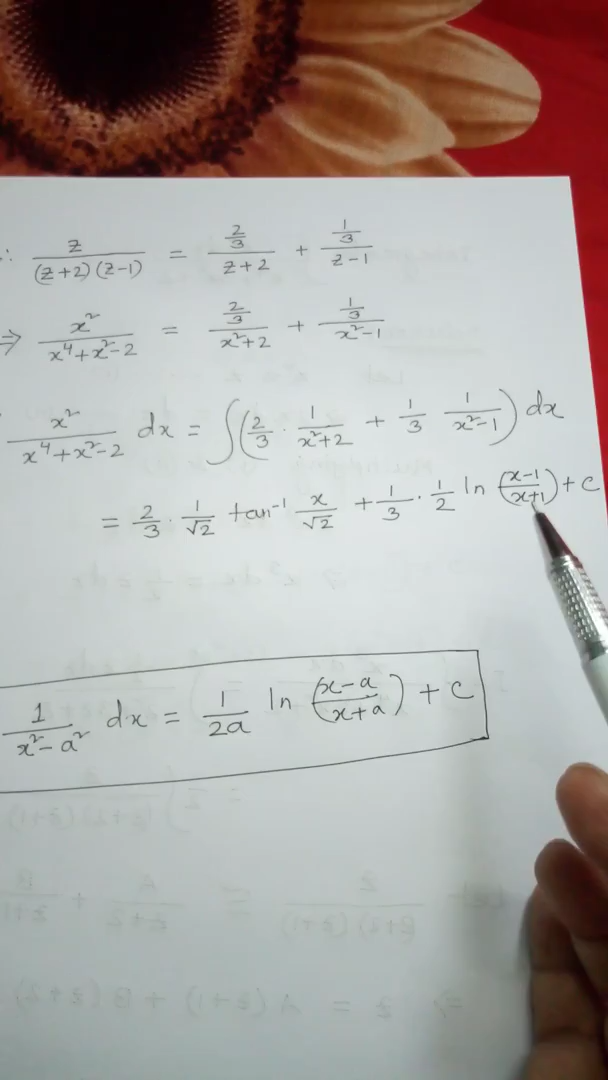 ∴ z/((z+2)(z-1)) = (2/3)/(z+2) + (1/3)/(z-1)
⇒ x²/(x⁴+x²-2) = (2/3)/(x²+2) + (1/3)/(x²-1)
x²/(x⁴+x²-2) dx = ∫(2/3 · 1/(x²+2) + 1/3 1/(x²-1)) dx
= 2/3 · 1/√2 tan⁻¹ x/√2 + 1/3 · 1/2 ln ((x-1)/(x+1)) + c
1/(x²-a²) dx = 1/2a ln ((x-a)/(x+a)) + c